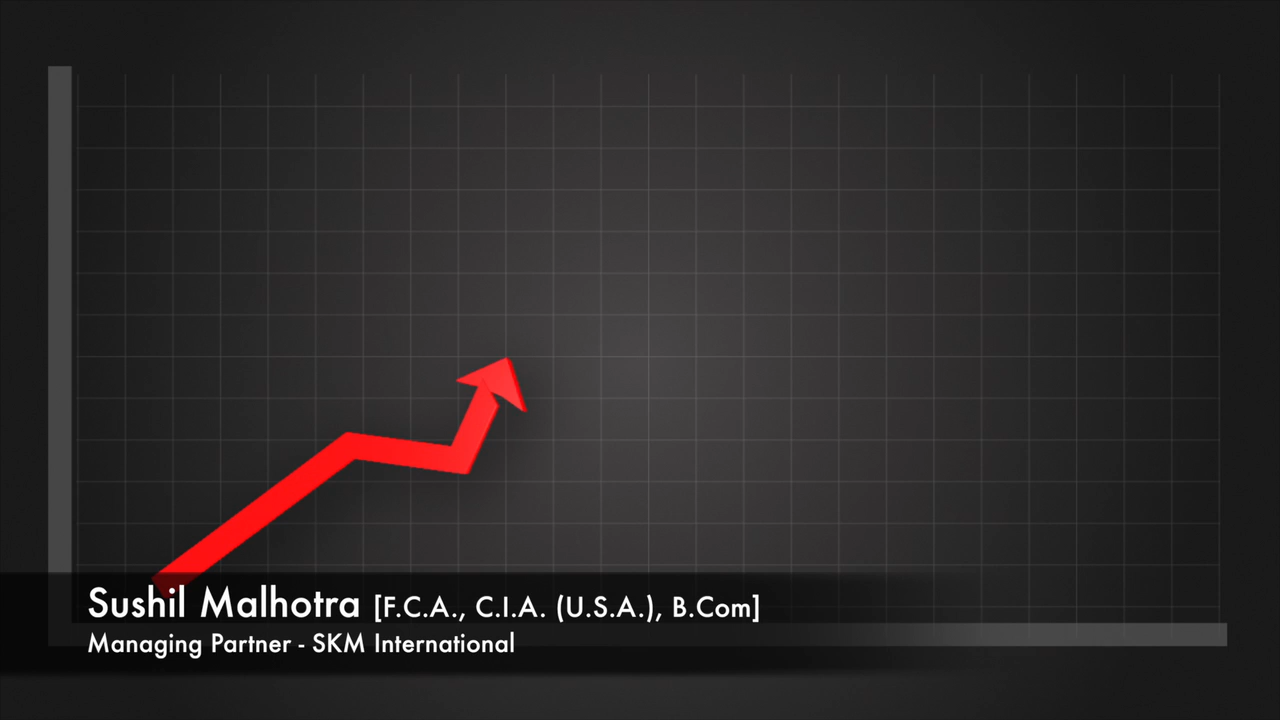 Sushil Malhotra [F.C.A., C.I.A. (U.S.A.), B.Com]
Managing Partner - SKM International